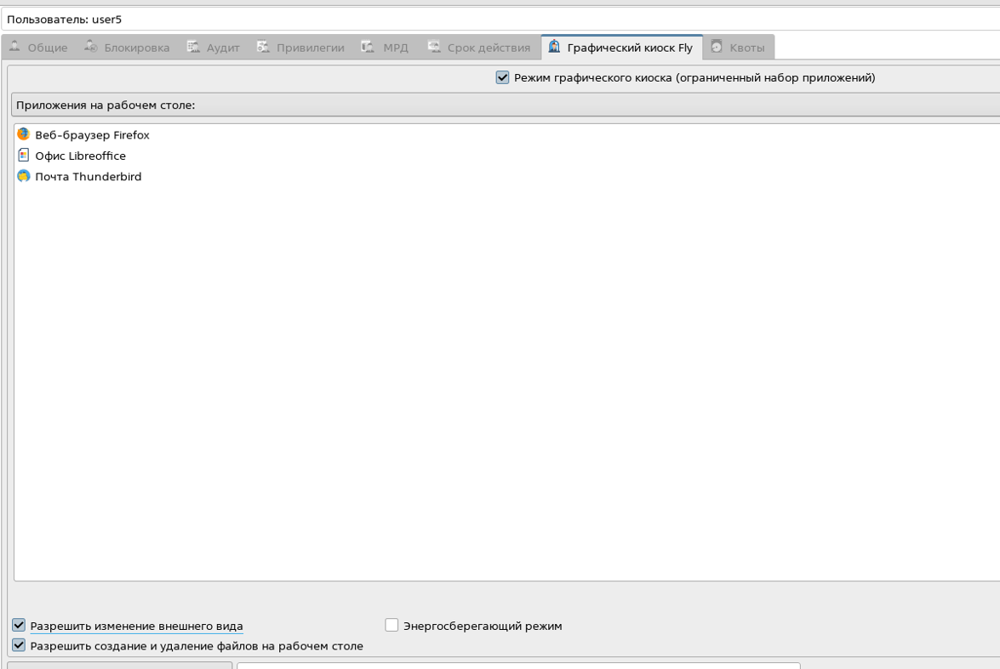 Пользователь: user5
Общие Блокировка Аудит Привилегии МРД Срок действия Графический киоск Fly Квоты
Режим графического киоска (ограниченный набор приложений)
Приложения на рабочем столе:
Веб-браузер Firefox
Офис Libreoffice
Почта Thunderbird
Разрешить изменение внешнего вида Энергосберегающий режим
Разрешить создание и удаление файлов на рабочем столе